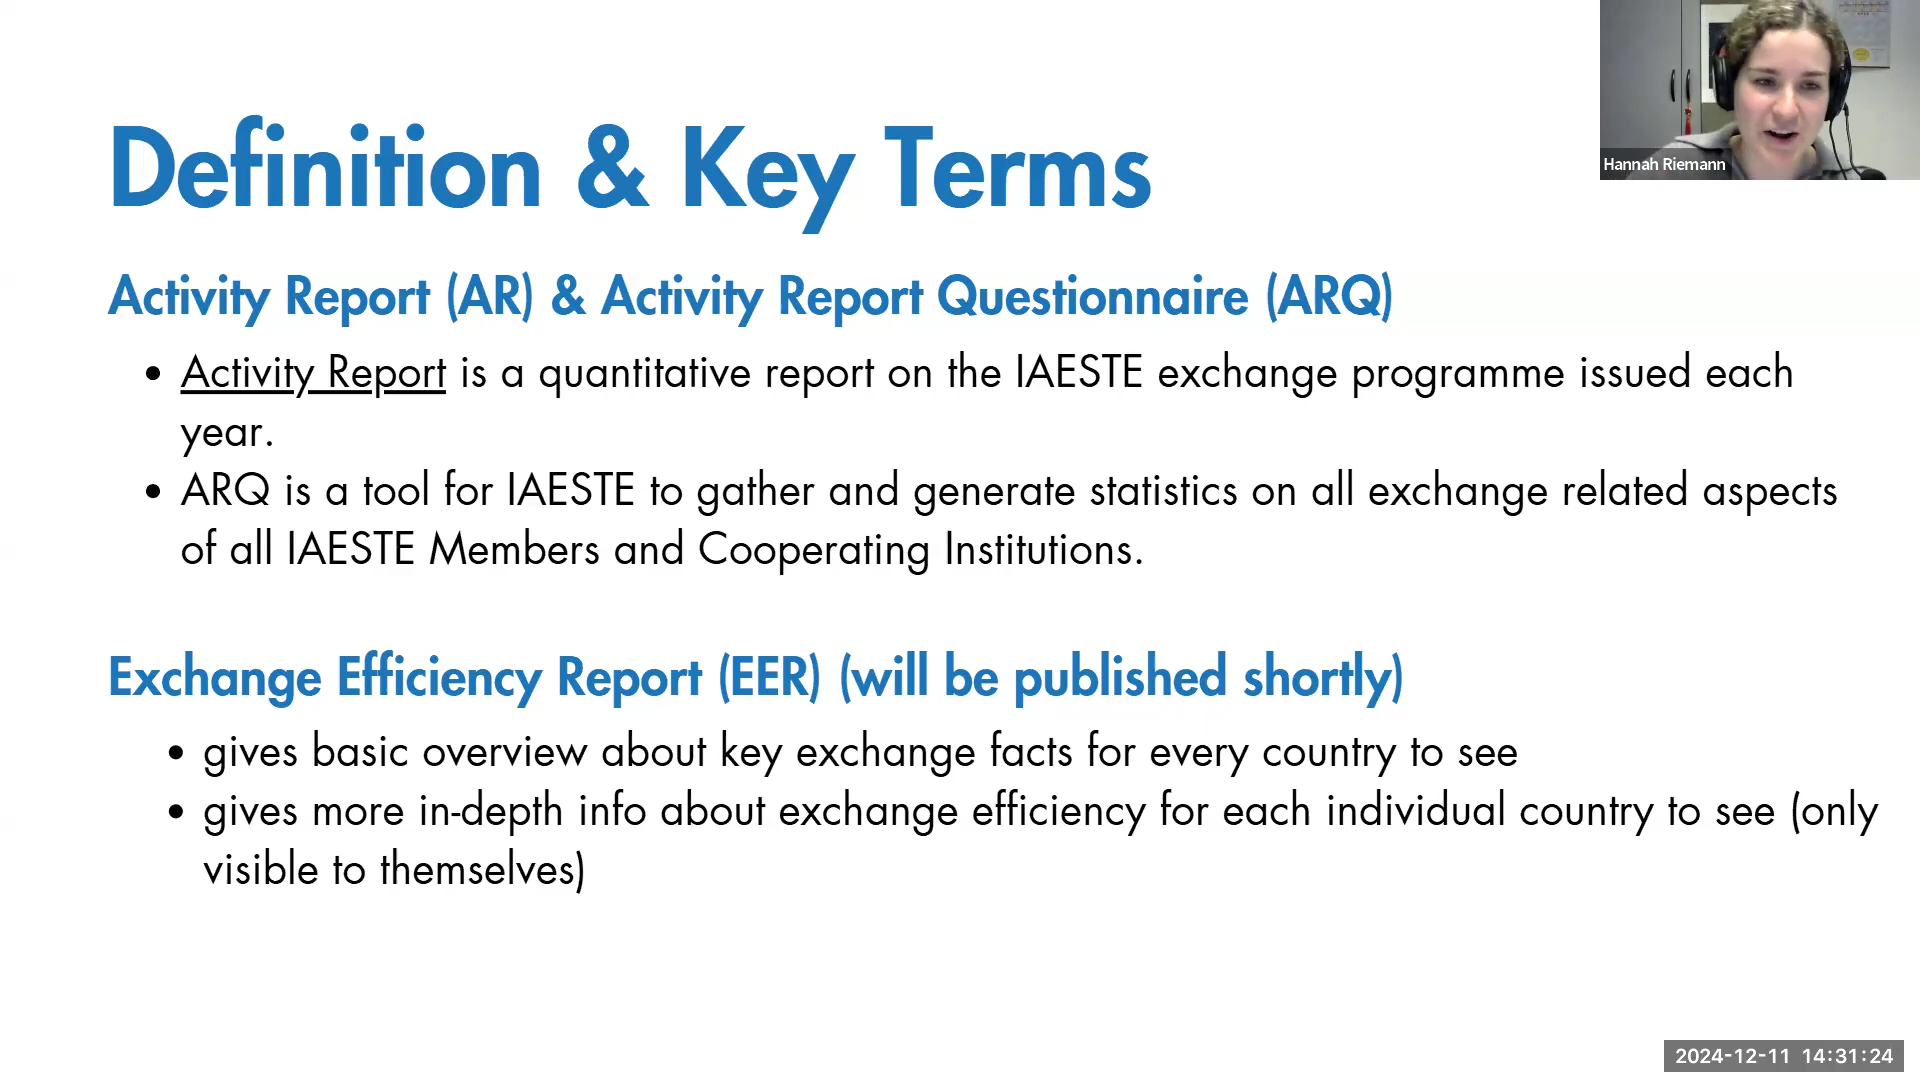 Definition & Key Terms
Hannah Riemann
Activity Report (AR) & Activity Report Questionnaire (ARQ)
• Activity Report is a quantitative report on the IAESTE exchange programme issued each
year.
• ARQ is a tool for IAESTE to gather and generate statistics on all exchange related aspects
of all IAESTE Members and Cooperating Institutions.
Exchange Efficiency Report (EER) (will be published shortly)
• gives basic overview about key exchange facts for every country to see
• gives more in-depth info about exchange efficiency for each individual country to see (only
visible to themselves)
2024-12-11 14:31:24